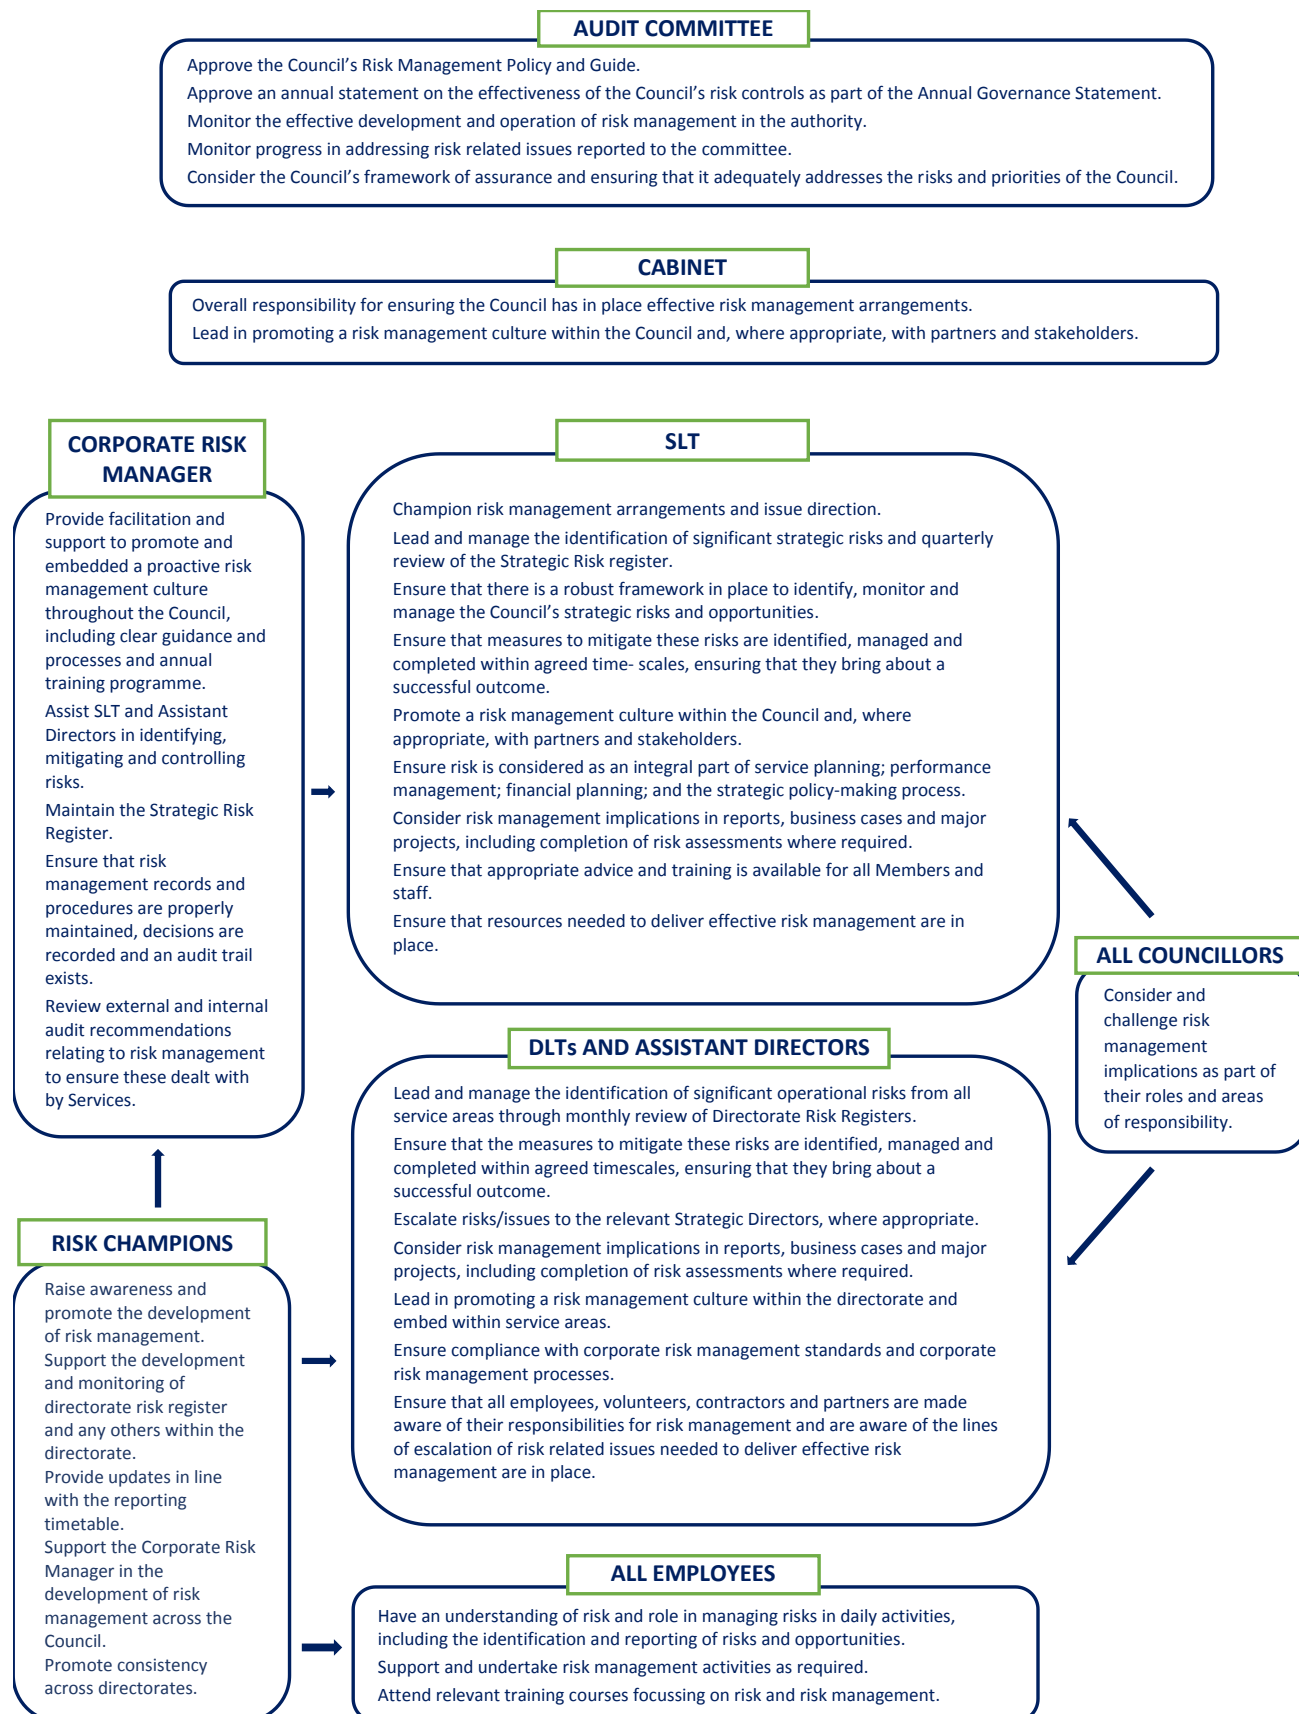 AUDIT COMMITTEE
Approve the Council’s Risk Management Policy and Guide.
Approve an annual statement on the effectiveness of the Council’s risk controls as part of the Annual Governance Statement.
Monitor the effective development and operation of risk management in the authority.
Monitor progress in addressing risk related issues reported to the committee.
Consider the Council’s framework of assurance and ensuring that it adequately addresses the risks and priorities of the Council.
CABINET
Overall responsibility for ensuring the Council has in place effective risk management arrangements.
Lead in promoting a risk management culture within the Council and, where appropriate, with partners and stakeholders.
CORPORATE RISK
MANAGER
Provide facilitation and
support to promote and
embedded a proactive risk
management culture
throughout the Council,
including clear guidance and
processes and annual
training programme.
Assist SLT and Assistant
Directors in identifying,
mitigating and controlling
risks.
Maintain the Strategic Risk
Register.
Ensure that risk
management records and
procedures are properly
maintained, decisions are
recorded and an audit trail
exists.
Review external and internal
audit recommendations
relating to risk management
to ensure these dealt with
by Services.
SLT
Champion risk management arrangements and issue direction.
Lead and manage the identification of significant strategic risks and quarterly
review of the Strategic Risk register.
Ensure that there is a robust framework in place to identify, monitor and
manage the Council’s strategic risks and opportunities.
Ensure that measures to mitigate these risks are identified, managed and
completed within agreed time- scales, ensuring that they bring about a
successful outcome.
Promote a risk management culture within the Council and, where
appropriate, with partners and stakeholders.
Ensure risk is considered as an integral part of service planning; performance
management; financial planning; and the strategic policy-making process.
Consider risk management implications in reports, business cases and major
projects, including completion of risk assessments where required.
Ensure that appropriate advice and training is available for all Members and
staff.
Ensure that resources needed to deliver effective risk management are in
place.
ALL COUNCILLORS
Consider and
challenge risk
management
implications as part of
their roles and areas
of responsibility.
DLTs AND ASSISTANT DIRECTORS
Lead and manage the identification of significant operational risks from all
service areas through monthly review of Directorate Risk Registers.
Ensure that the measures to mitigate these risks are identified, managed and
completed within agreed timescales, ensuring that they bring about a
successful outcome.
Escalate risks/issues to the relevant Strategic Directors, where appropriate.
Consider risk management implications in reports, business cases and major
projects, including completion of risk assessments where required.
Lead in promoting a risk management culture within the directorate and
embed within service areas.
Ensure compliance with corporate risk management standards and corporate
risk management processes.
Ensure that all employees, volunteers, contractors and partners are made
aware of their responsibilities for risk management and are aware of the lines
of escalation of risk related issues needed to deliver effective risk
management are in place.
RISK CHAMPIONS
Raise awareness and
promote the development
of risk management.
Support the development
and monitoring of
directorate risk register
and any others within the
directorate.
Provide updates in line
with the reporting
timetable.
Support the Corporate Risk
Manager in the
development of risk
management across the
Council.
Promote consistency
across directorates.
ALL EMPLOYEES
Have an understanding of risk and role in managing risks in daily activities,
including the identification and reporting of risks and opportunities.
Support and undertake risk management activities as required.
Attend relevant training courses focussing on risk and risk management.